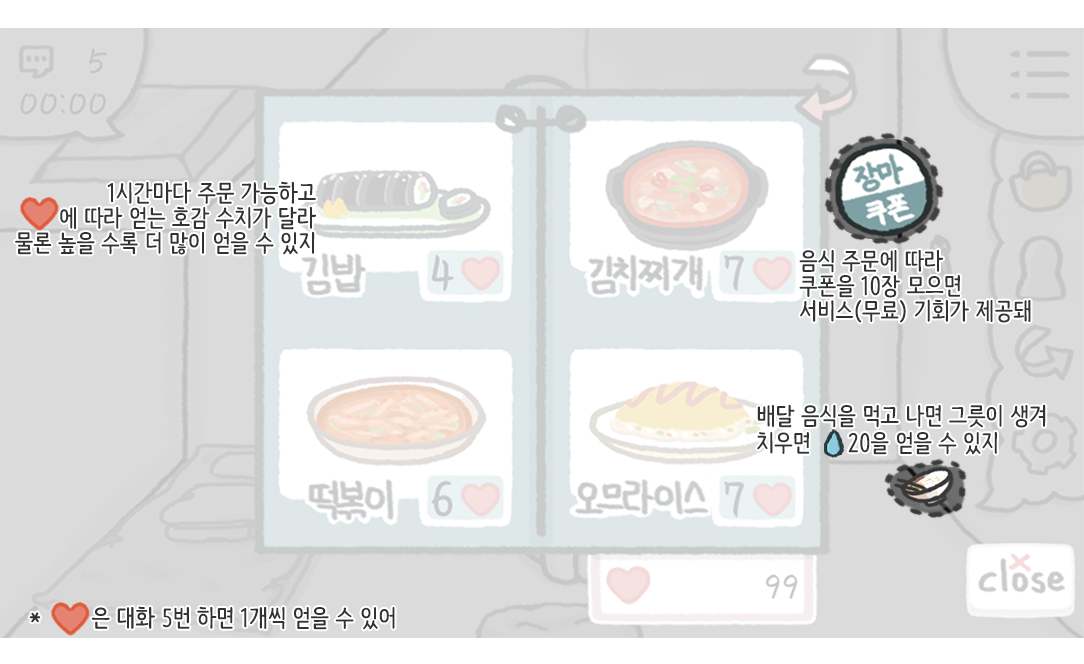 5
00:00
1시간마다 주문 가능하고
에 따라 얻는 호감 수치가 달라
물론 높을 수록 더 많이 얻을 수 있지
김밥 4
김치찌개 7
장마
쿠폰
음식 주문에 따라
쿠폰을 10장 모으면
서비스(무료) 기회가 제공돼
떡볶이 6
오므라이스 7
배달 음식을 먹고 나면 그릇이 생겨
치우면 20을 얻을 수 있지
99
close
* 은 대화 5번 하면 1개씩 얻을 수 있어